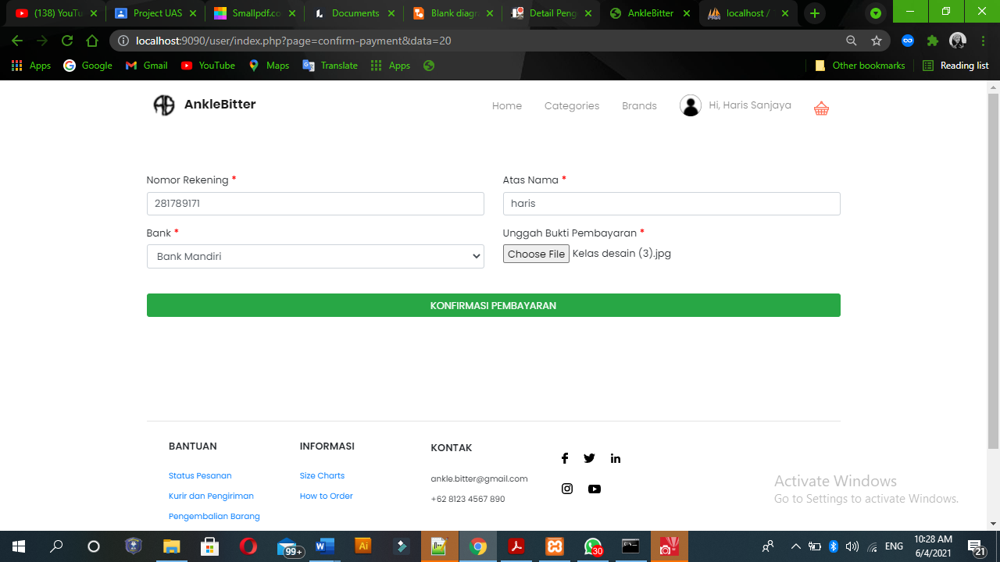 (138) YouTu
Project UAS
Smallpdf.co
Documents
Blank diagr
Detail Peng
AnkleBitter
localhost /
localhost:9090/user/index.php?page=confirm-payment&data=20
Apps
Google
Gmail
YouTube
Maps
Translate
Apps
Other bookmarks
Reading list
AnkleBitter
Home
Categories
Brands
Hi, Haris Sanjaya
Nomor Rekening *
Atas Nama *
281789171
haris
Bank *
Unggah Bukti Pembayaran *
Bank Mandiri
Choose File Kelas desain (3).jpg
KONFIRMASI PEMBAYARAN
BANTUAN
Status Pesanan
Kurir dan Pengiriman
Pengembalian Barang
INFORMASI
Size Charts
How to Order
KONTAK
ankle.bitter@gmail.com
+62 8123 4567 890
Activate Windows
Go to Settings to activate Windows.
99+
30
ENG
10:28 AM
6/4/2021
21